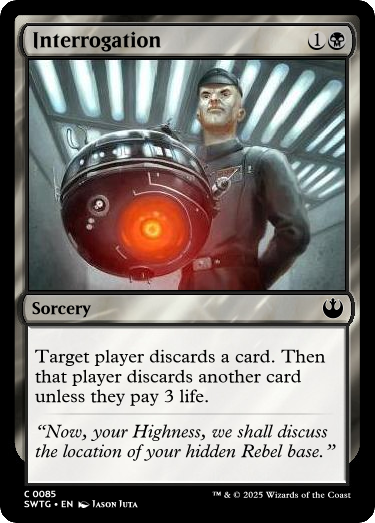 Interrogation 1
Sorcery
Target player discards a card. Then
that player discards another card
unless they pay 3 life.
“Now, your Highness, we shall discuss
the location of your hidden Rebel base.”
C 0085
SWTG • EN Jason Juta
™ & © 2025 Wizards of the Coast